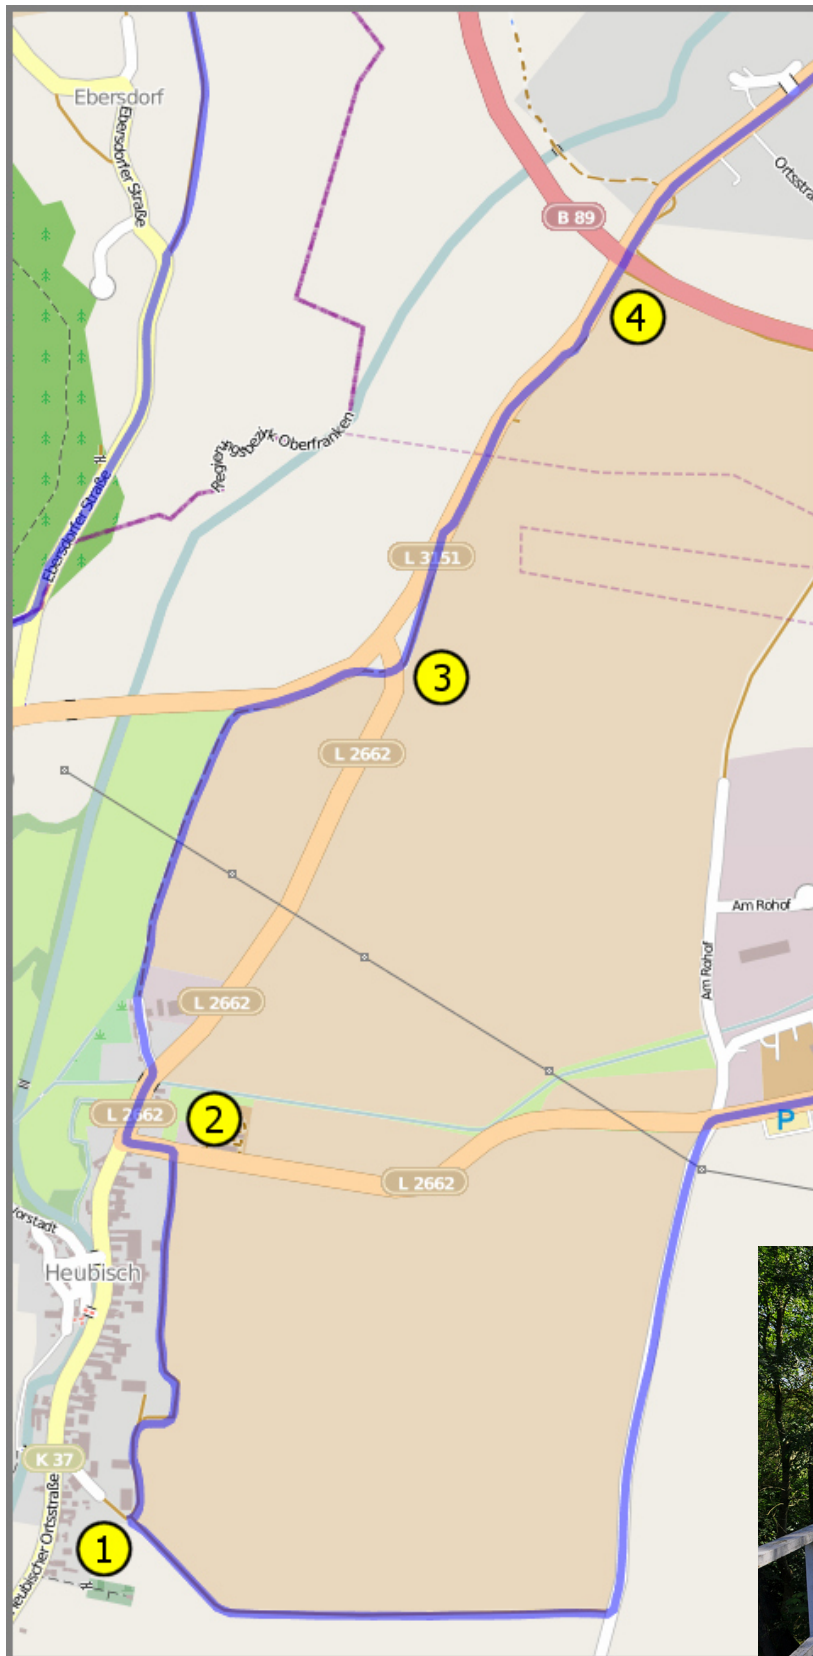 Ebersdorf
Ebersdorfer Straße
B 89
Ortsstra
4
Regierungsbezirk Oberfranken
Ebersdorfer Straße
L 3151
3
L 2662
Am Rohof
Am Rohof
L 2662
L 2662
2
P
L 2662
Vorstadt
Heubisch
K 37
Heubischer Ortsstraße
1